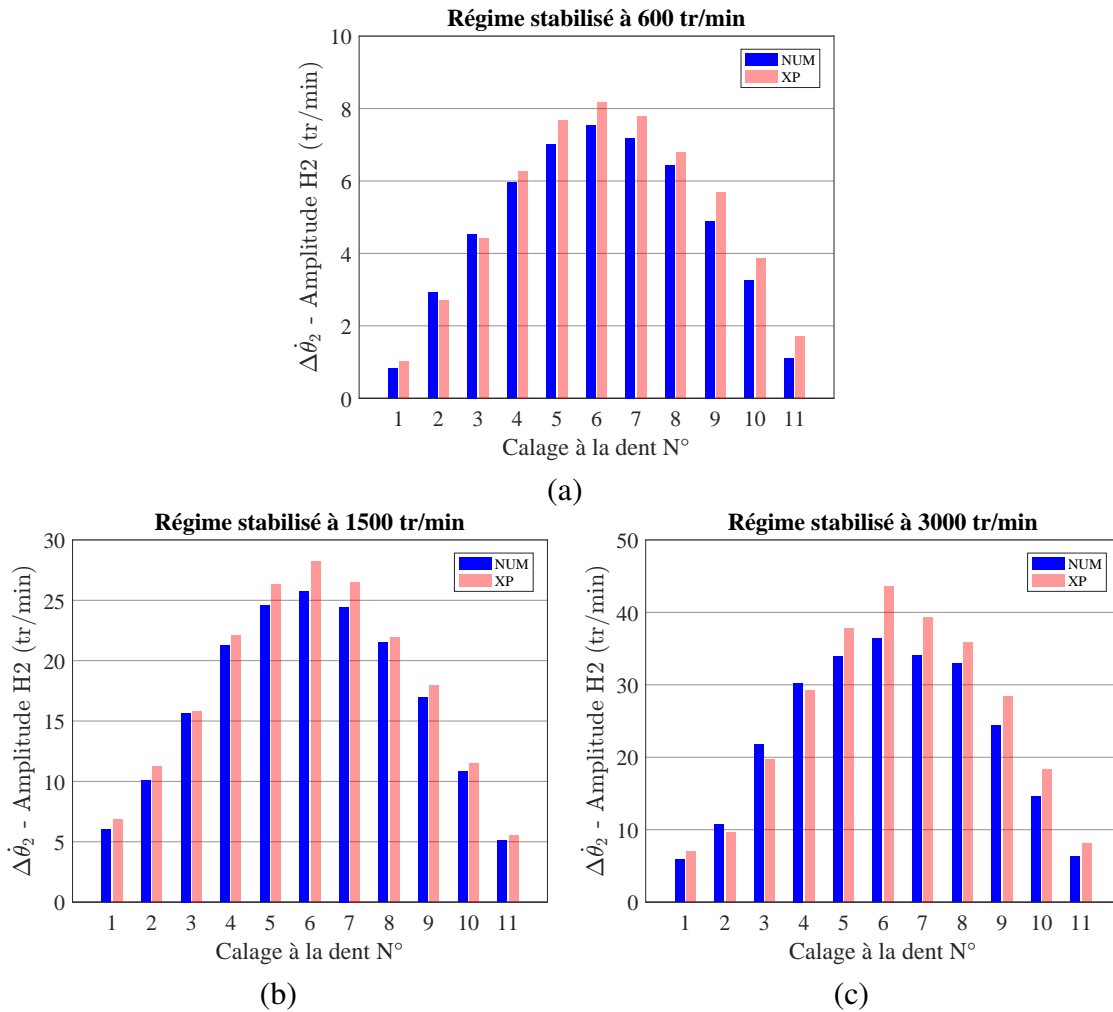 Régime stabilisé à 600 tr/min
10
8
6
4
2
0
Δθ̇₂ - Amplitude H2 (tr/min)
NUM
XP
1 2 3 4 5 6 7 8 9 10 11
Calage à la dent N°
(a)
Régime stabilisé à 1500 tr/min
30
25
20
15
10
5
0
Δθ̇₂ - Amplitude H2 (tr/min)
NUM
XP
1 2 3 4 5 6 7 8 9 10 11
Calage à la dent N°
(b)
Régime stabilisé à 3000 tr/min
50
40
30
20
10
0
Δθ̇₂ - Amplitude H2 (tr/min)
NUM
XP
1 2 3 4 5 6 7 8 9 10 11
Calage à la dent N°
(c)